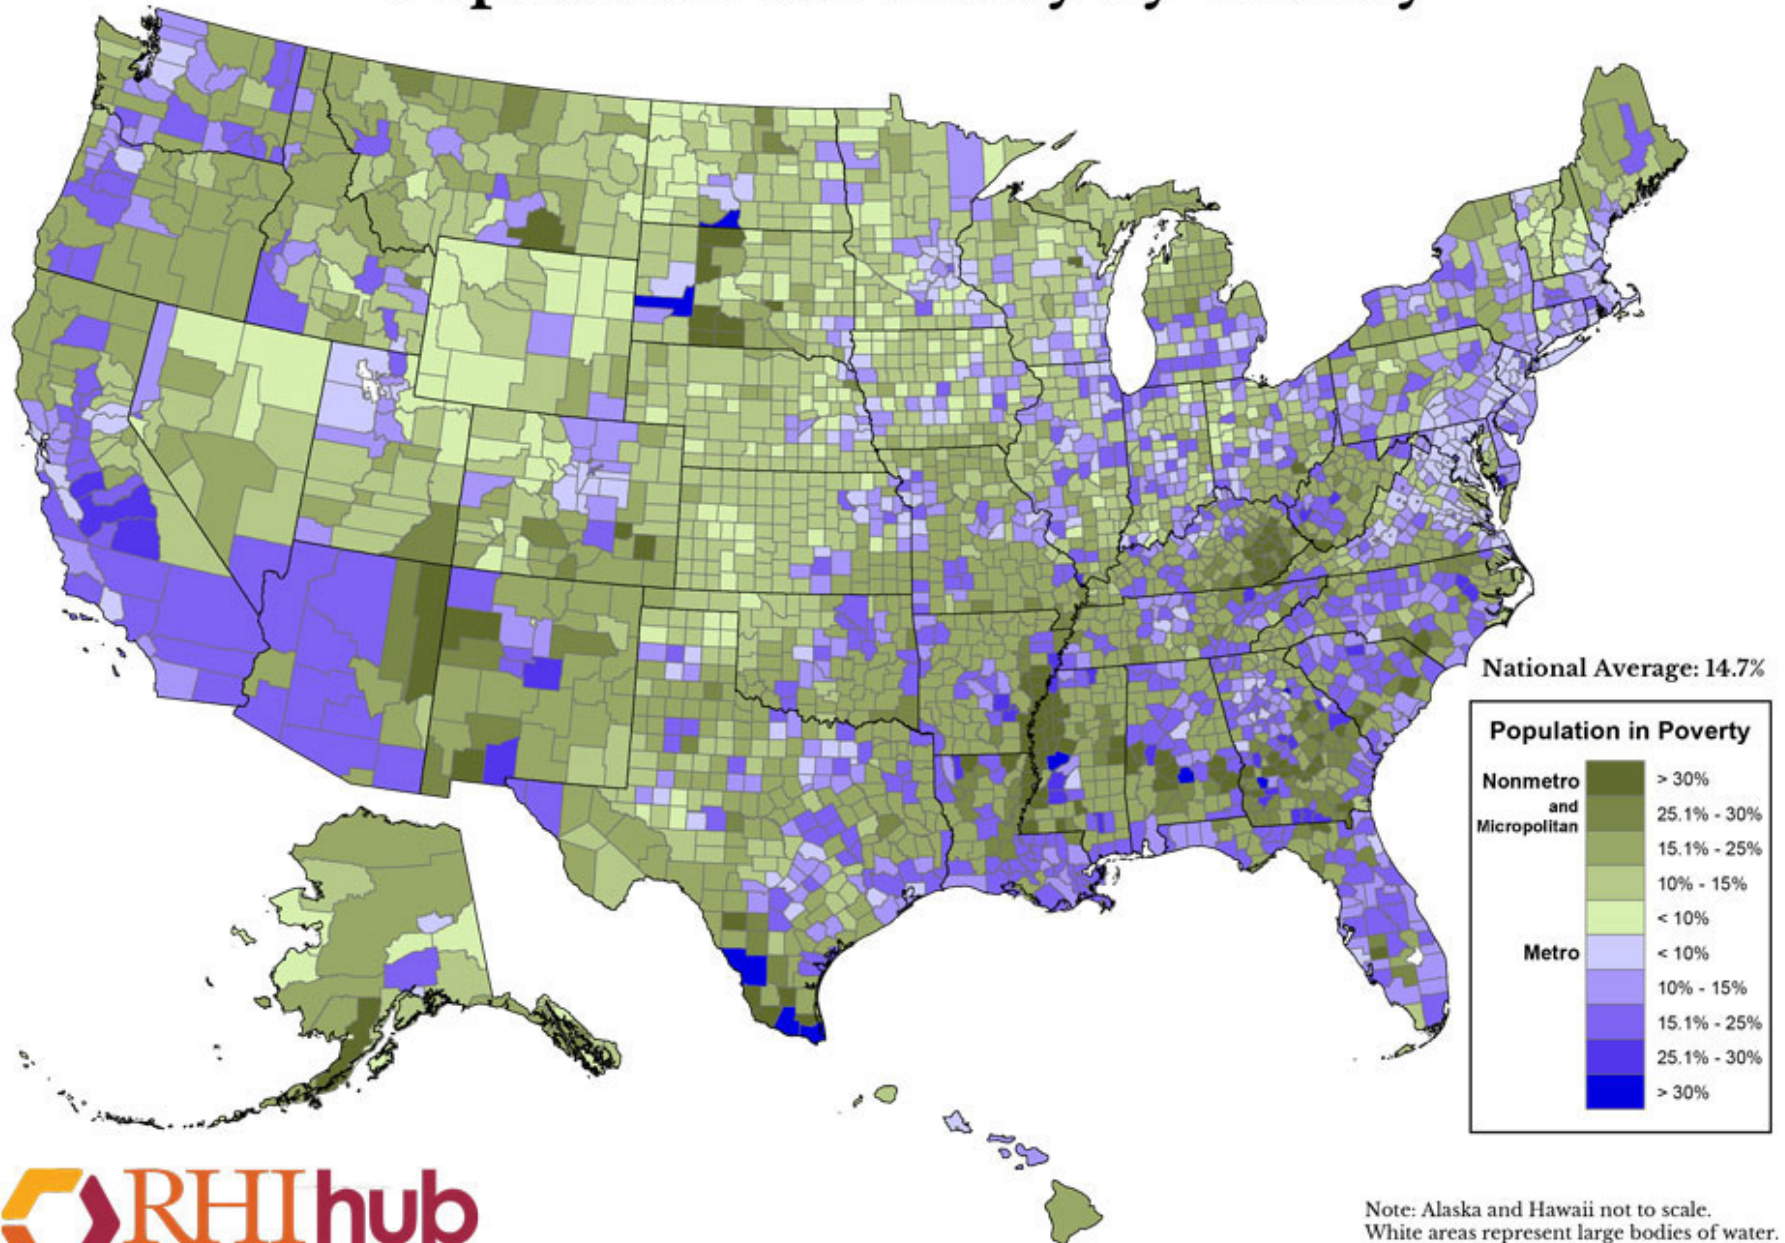 National Average: 14.7%
Population in Poverty
Nonmetro
and
Micropolitan
> 30%
25.1% - 30%
15.1% - 25%
10% - 15%
< 10%
Metro
< 10%
10% - 15%
15.1% - 25%
25.1% - 30%
> 30%
RHIhub
Note: Alaska and Hawaii not to scale.
White areas represent large bodies of water.